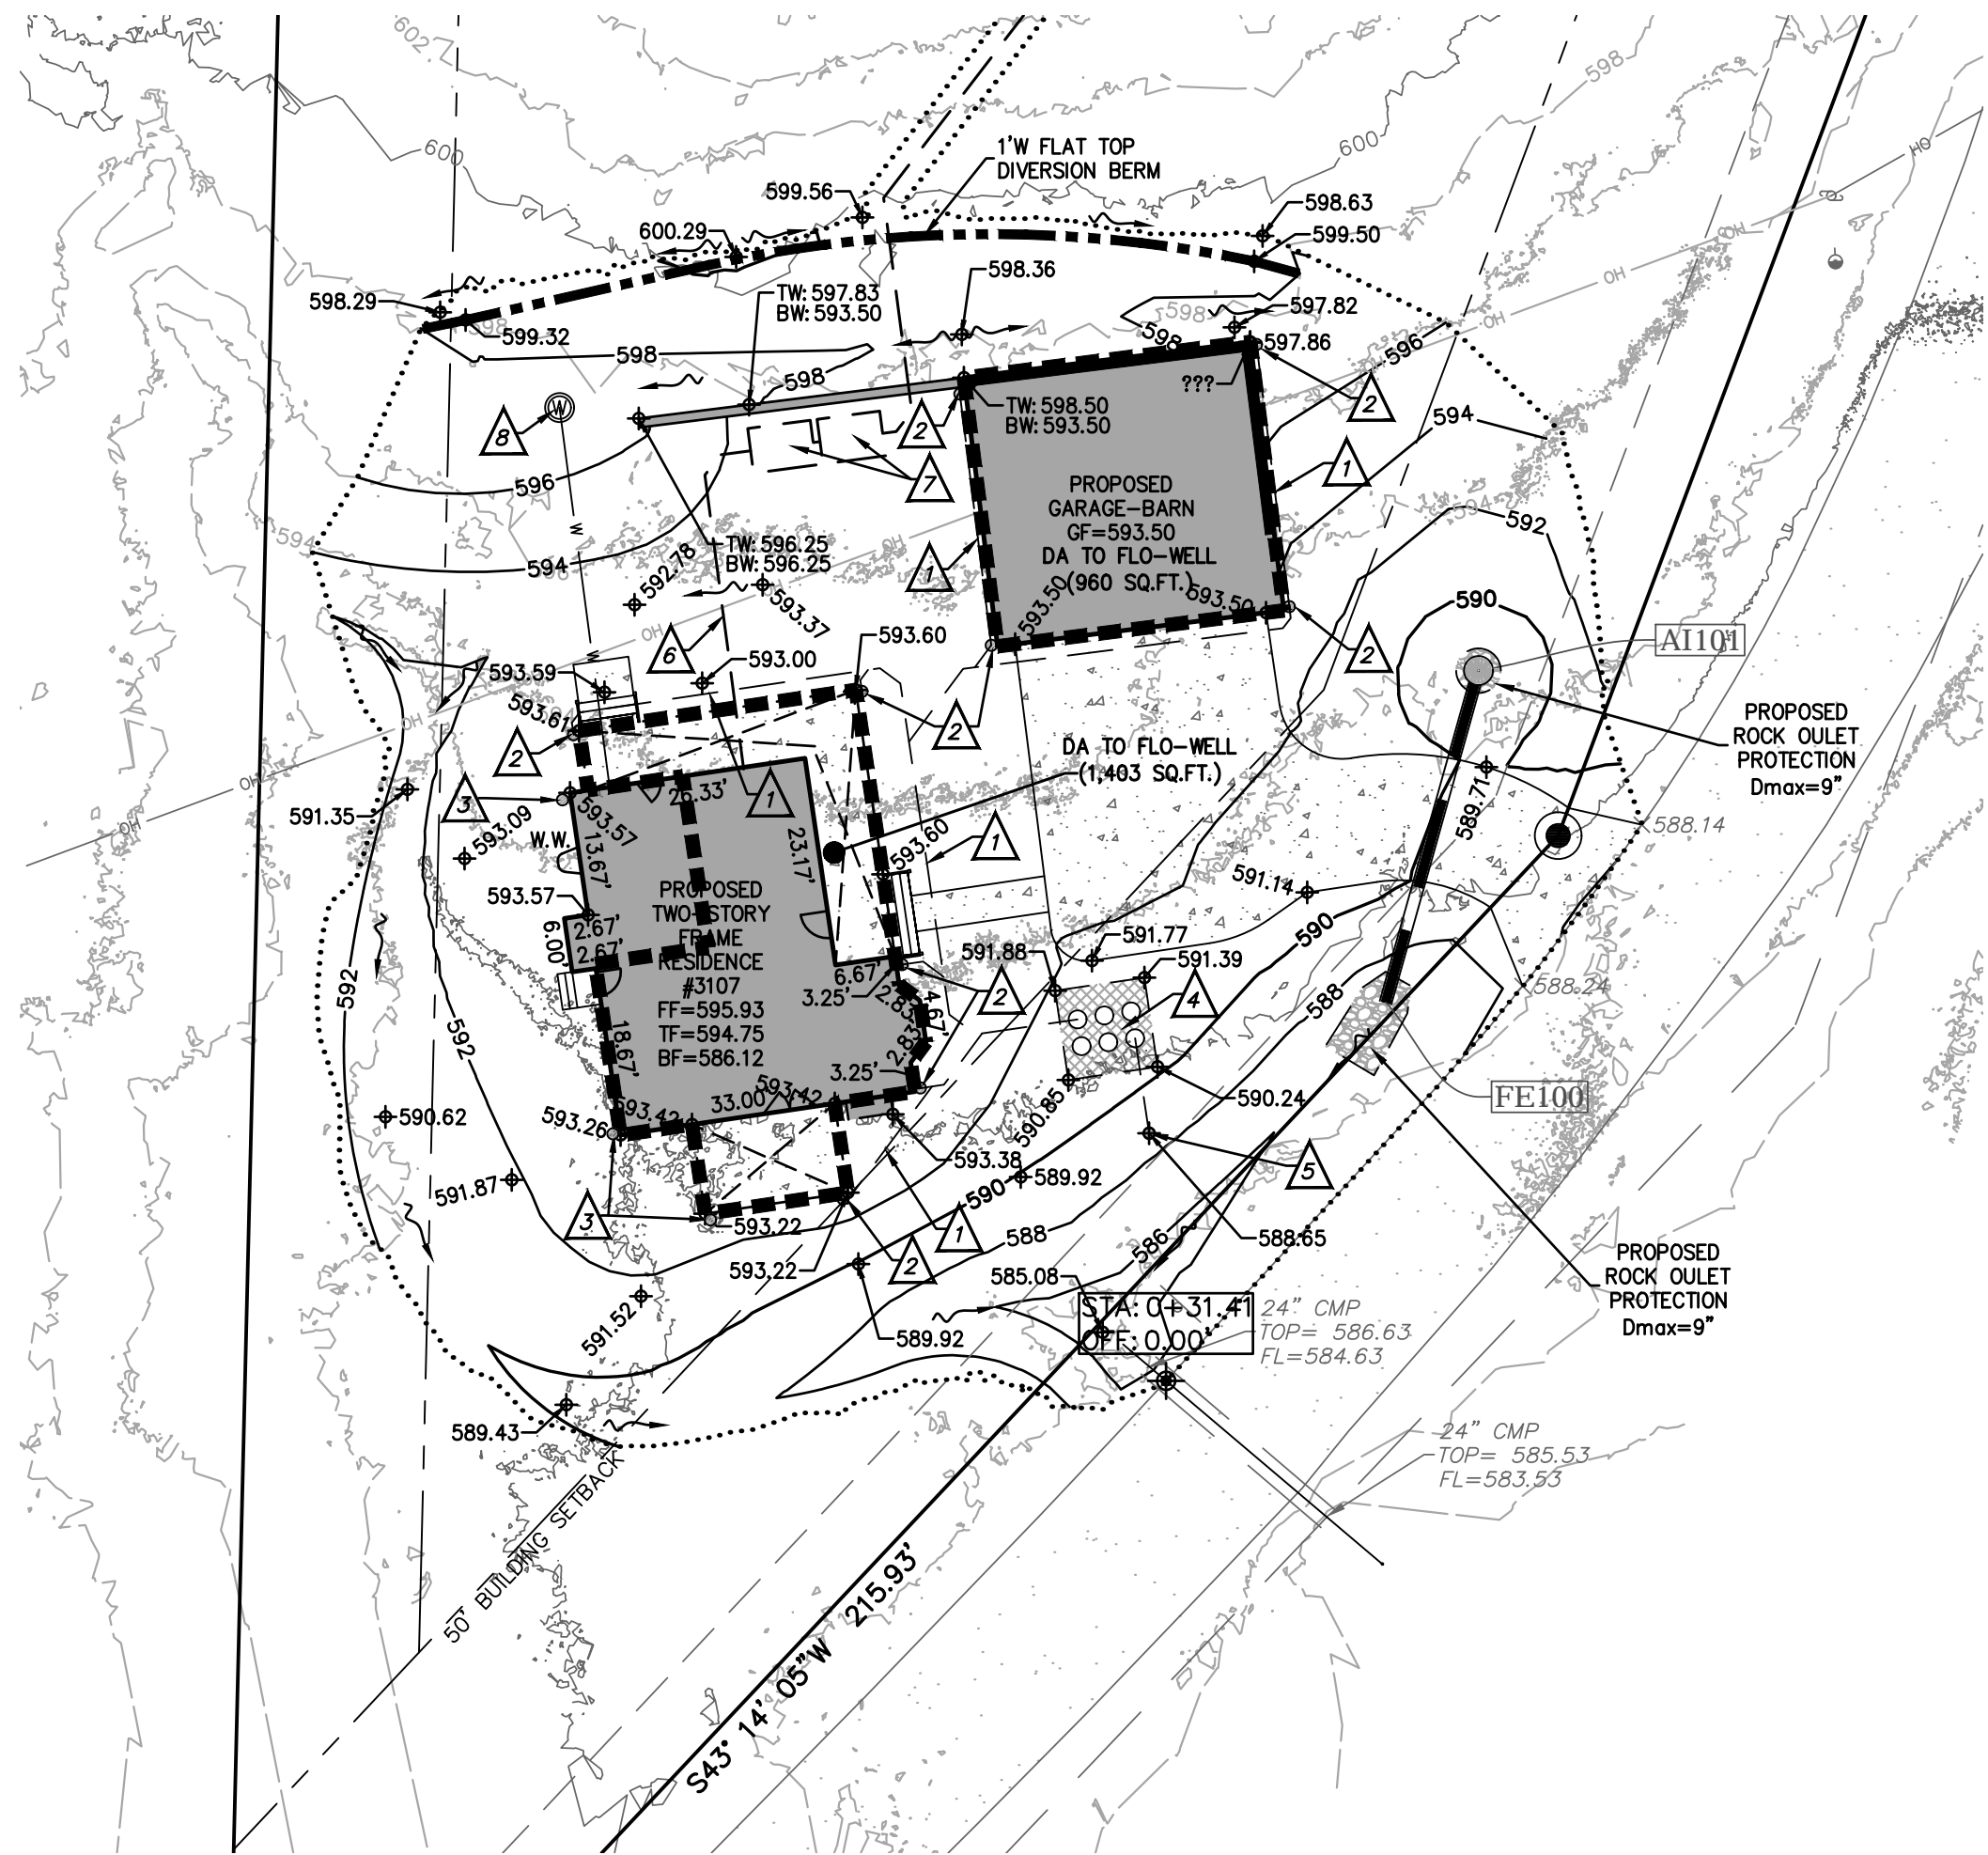 602
598
600
600
1'W FLAT TOP
DIVERSION BERM
OH
599.56
598.63
600.29
599.50
OH
598.36
OH
TW: 597.83
BW: 593.50
598.29
597.82
598
599.32
598
OH
598
598
597.86
596
598
???
2
8
W
2
TW: 598.50
BW: 593.50
594
1
7
596
PROPOSED
GARAGE-BARN
GF=593.50
DA TO FLO-WELL
(960 SQ.FT.)
594
592
W
594
OH
TW: 596.25
BW: 596.25
594
592.78
1
593.37
593.50
593.50
590
OH
6
593.60
2
AI101
W
593.00
593.59
593.61
OH
2
2
PROPOSED
ROCK OULET
PROTECTION
Dmax=9"
DA TO FLO-WELL
(1,403 SQ.FT.)
OH
3
26.33'
1
589.71
591.35
593.57
588.14
OH
593.09
W.W.
13.67'
23.17'
593.60
1
591.14
593.57
PROPOSED
TWO-STORY
FRAME
RESIDENCE
#3107
FF=595.93
TF=594.75
BF=586.12
2.67'
2.67'
6.00'
590
591.77
591.88
591.39
6.67'
3.25'
2
4
588.24
592
2.83'
4.67'
588
592
18.67'
2.83'
3.25'
593.42
33.00'
590.24
FE100
590.85
593.42
590.62
593.26
593.38
5
589.92
591.87
590
3
593.22
1
588
586
588.65
593.22
2
585.08
PROPOSED
ROCK OULET
PROTECTION
Dmax=9"
591.52
STA: 0+31.41
OFF: 0.00'
24" CMP
TOP= 586.63
FL=584.63
589.92
589.43
24" CMP
TOP= 585.53
FL=583.53
50' BUILDING SETBACK
S43° 14' 05"W 215.93'